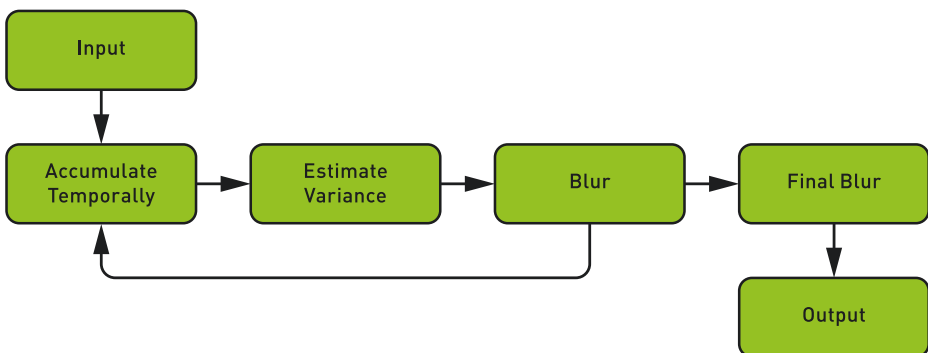 Input
Accumulate
Temporally
Estimate
Variance
Blur
Final Blur
Output